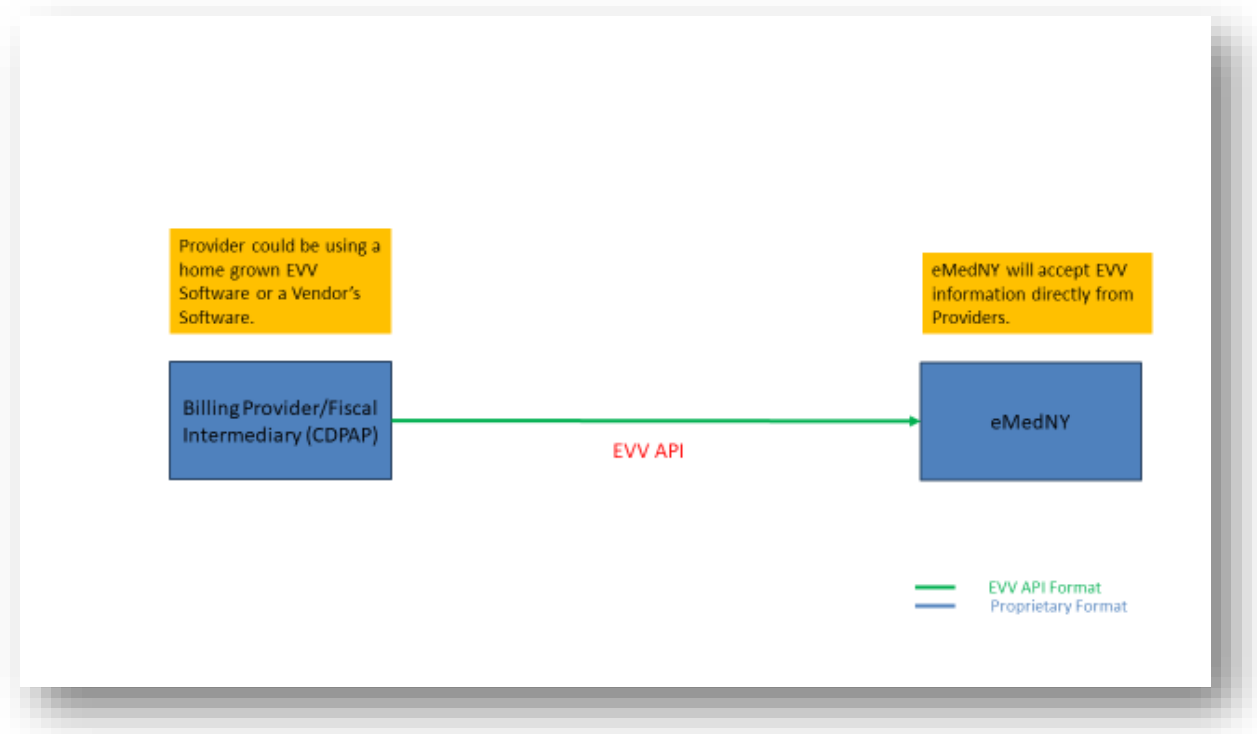 Provider could be using a
home grown EVV
Software or a Vendor's
Software.
eMedNY will accept EVV
information directly from
Providers.
Billing Provider/Fiscal
Intermediary (CDPAP)
EVV API
eMedNY
EVV API Format
Proprietary Format